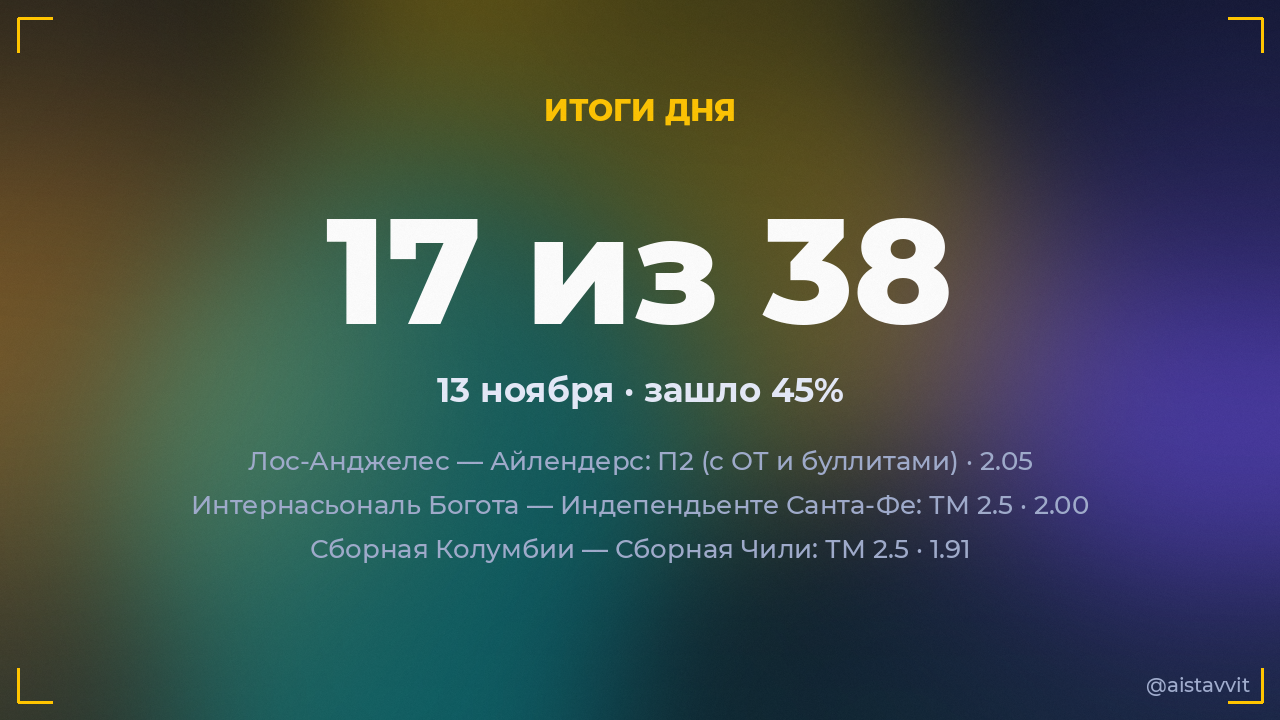 ИТОГИ ДНЯ
17 из 38
13 ноября · зашло 45%
Лос-Анджелес — Айлендерс: П2 (с ОТ и буллитами) · 2.05
Интернасьональ Богота — Индепендьенте Санта-Фе: ТМ 2.5 · 2.00
Сборная Колумбии — Сборная Чили: ТМ 2.5 · 1.91
@aistavvit